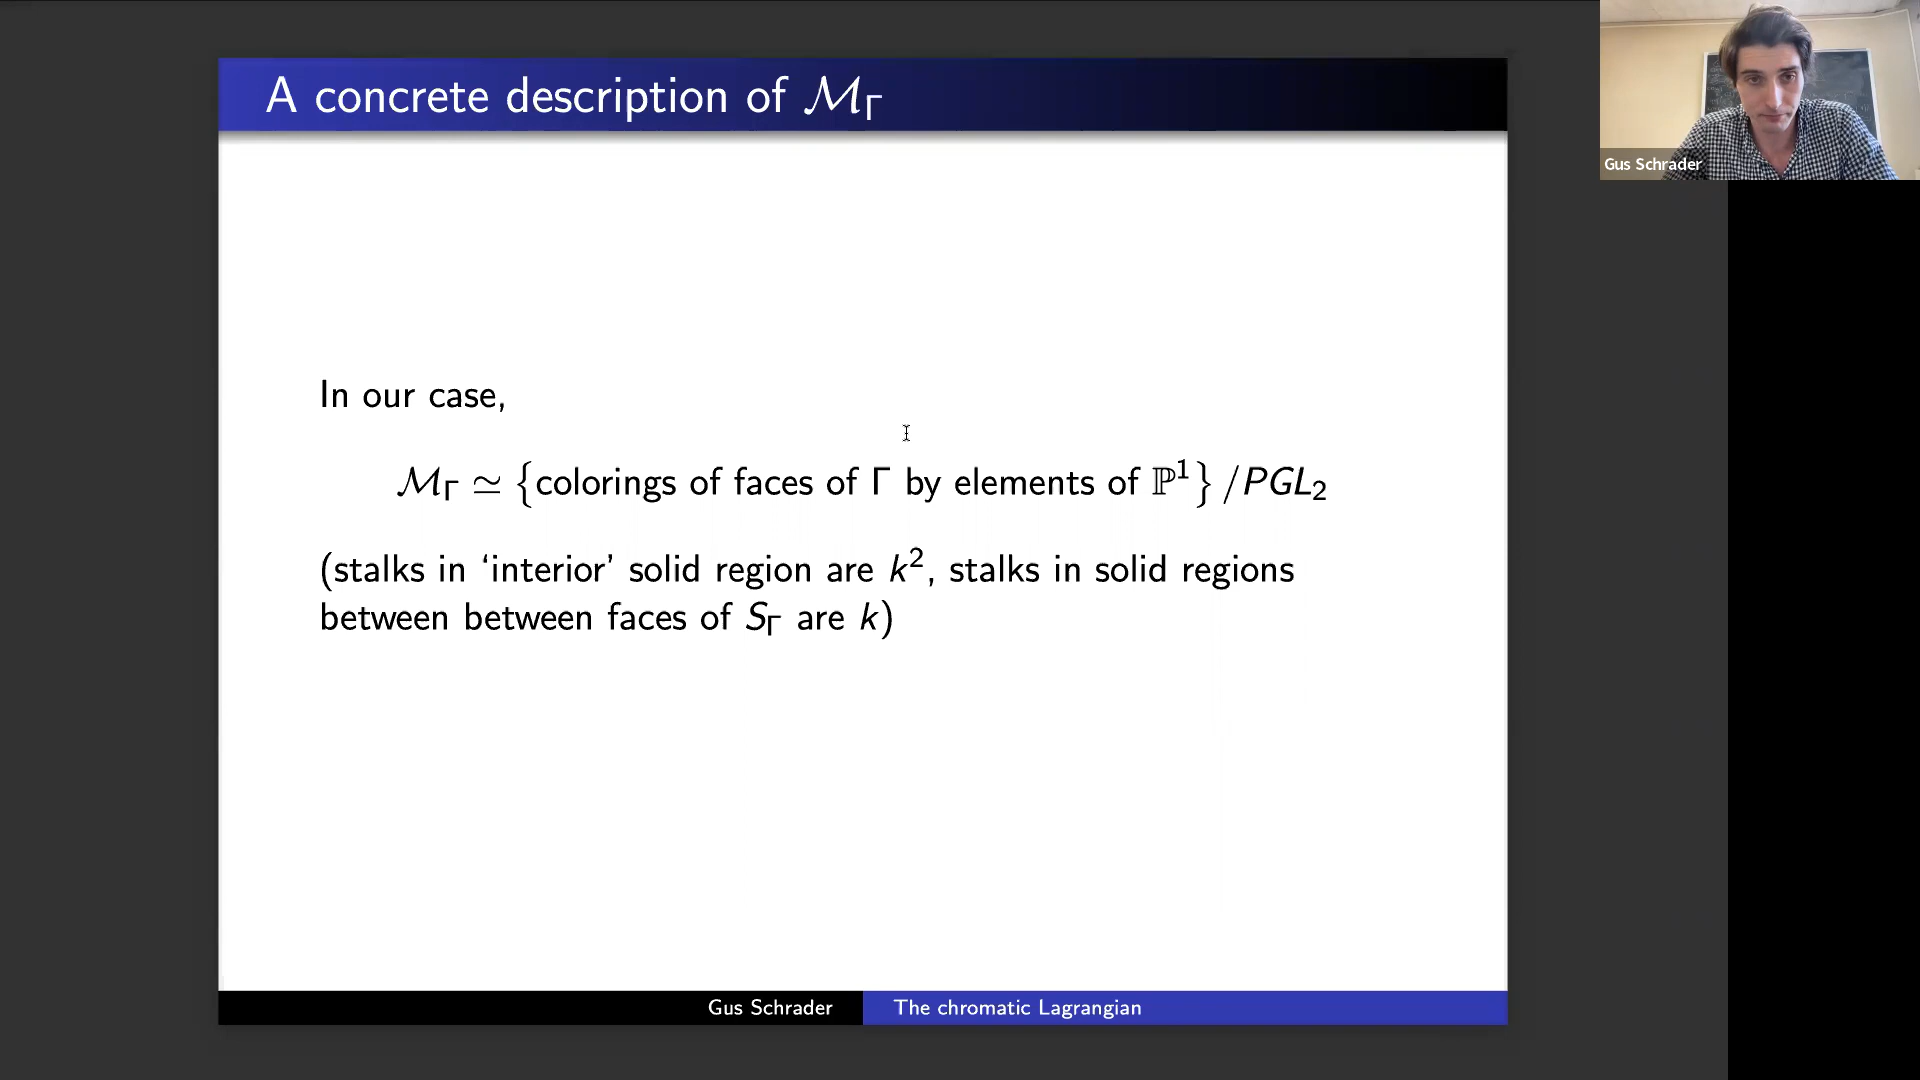 A concrete description of ℳ_Γ
Gus Schrader
In our case,
ℳ_Γ ≃ {colorings of faces of Γ by elements of ℙ¹} /PGL₂
(stalks in ‘interior’ solid region are k², stalks in solid regions
between between faces of S_Γ are k)
Gus Schrader
The chromatic Lagrangian